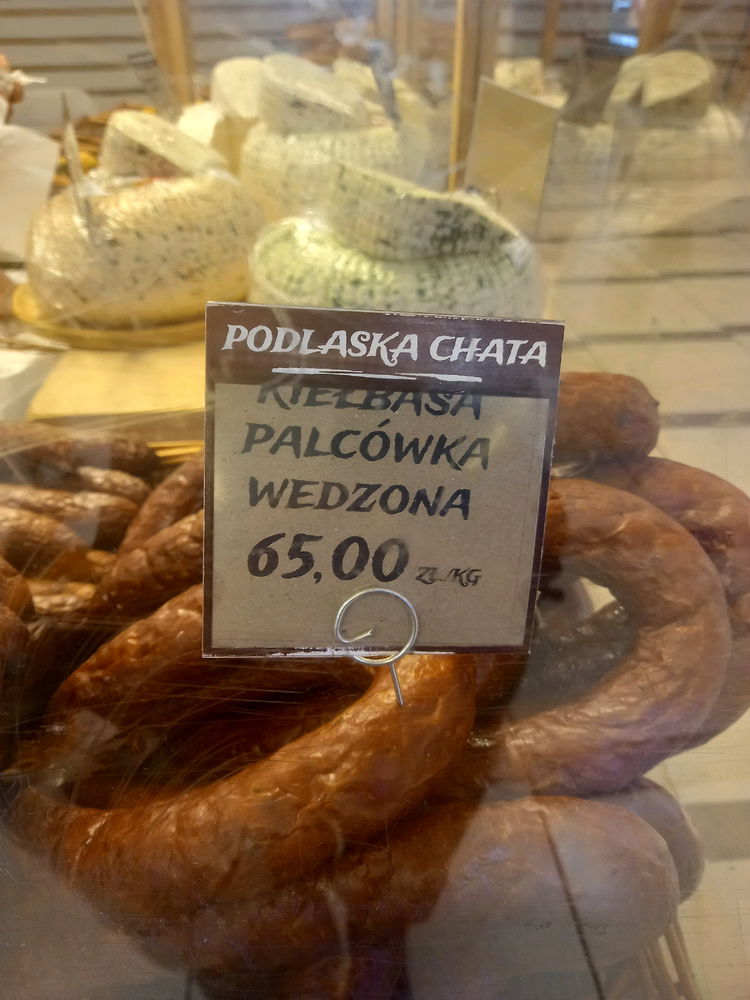 PODLASKA CHATA
KIEŁBASA
PALCÓWKA
WEDZONA
65,00 ZŁ/KG